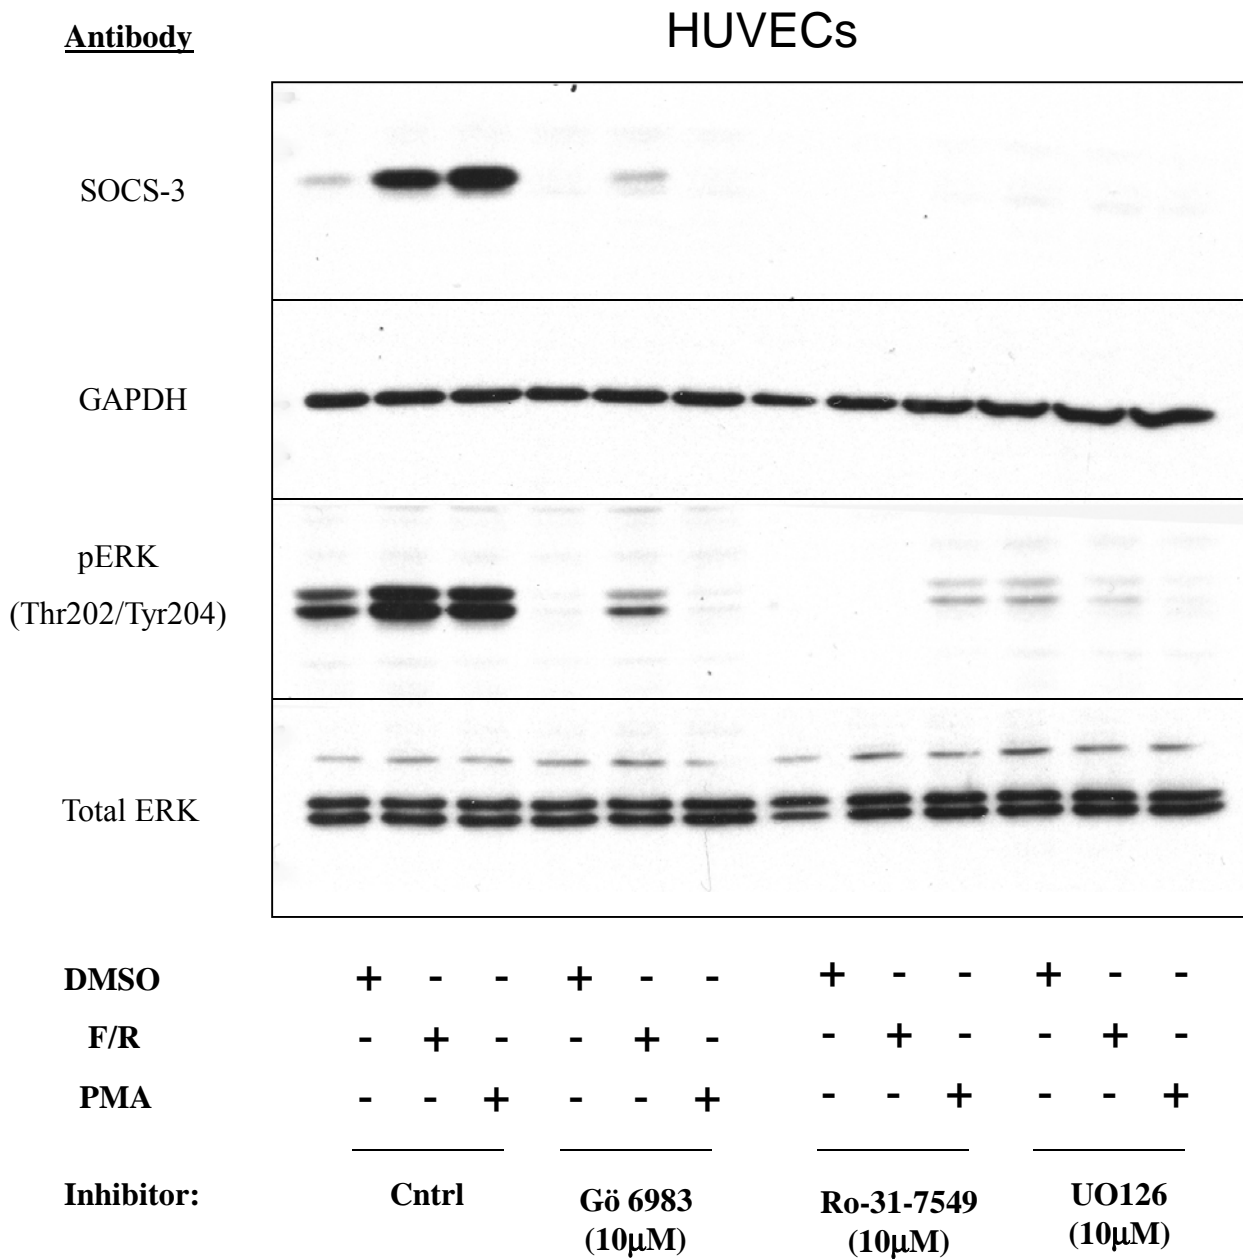 Antibody
HUVECs
SOCS-3
GAPDH
pERK
(Thr202/Tyr204)
Total ERK
DMSO + - - + - - + - - + - -
F/R - + - - + - - + - - + -
PMA - - + - - + - - + - - +
Inhibitor: Cntrl Gö 6983 Ro-31-7549 UO126
(10μM) (10μM) (10μM)